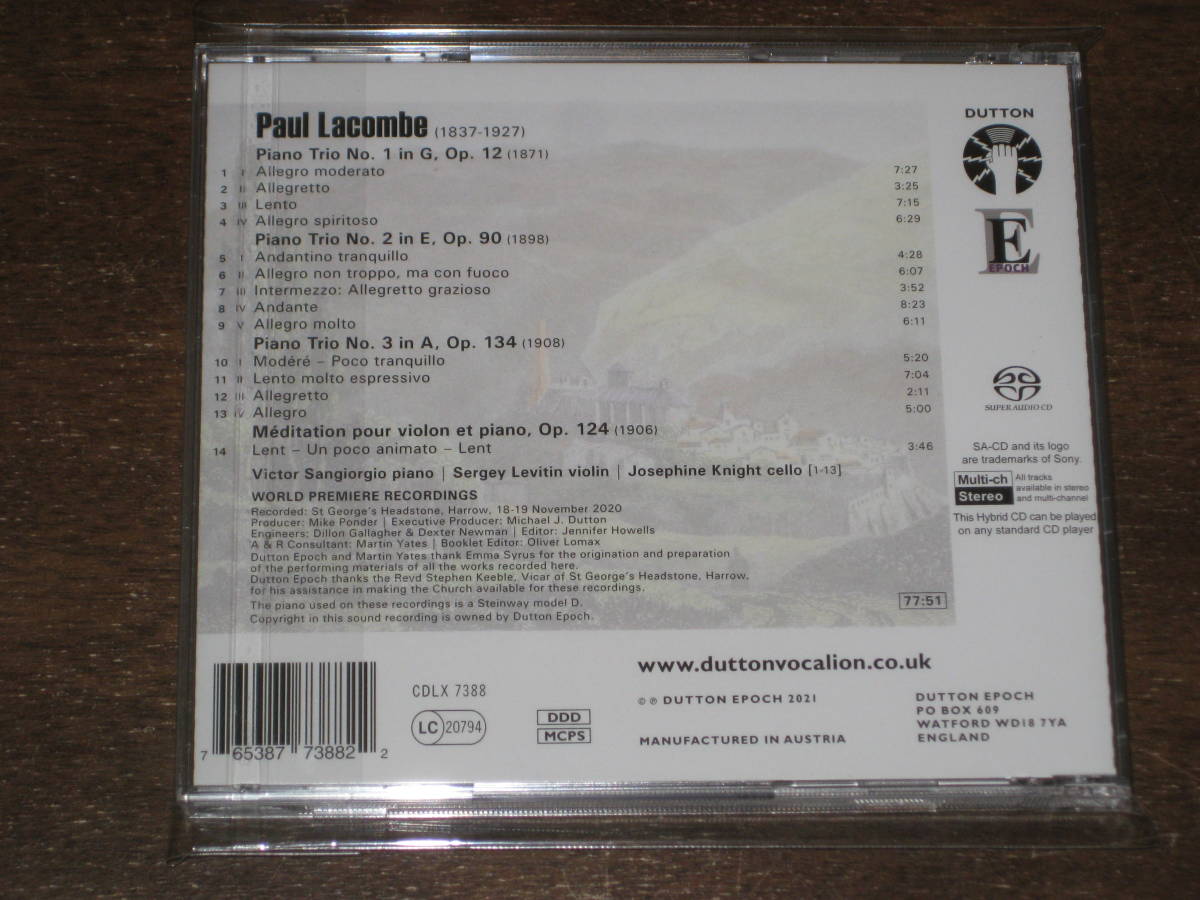 Paul Lacombe (1837-1927)
Piano Trio No. 1 in G, Op. 12 (1871)
1 I Allegro moderato 7:27
2 II Allegretto 3:25
3 III Lento 7:15
4 IV Allegro spiritoso 6:29
Piano Trio No. 2 in E, Op. 90 (1898)
5 I Andantino tranquillo 4:28
6 II Allegro non troppo, ma con fuoco 6:07
7 III Intermezzo: Allegretto grazioso 3:52
8 IV Andante 8:23
9 V Allegro molto 6:11
Piano Trio No. 3 in A, Op. 134 (1908)
10 I Modéré – Poco tranquillo 5:20
11 II Lento molto espressivo 7:04
12 III Allegretto 2:11
13 IV Allegro 5:00
Méditation pour violon et piano, Op. 124 (1906)
14 Lent – Un poco animato – Lent 3:46
Victor Sangiorgio piano | Sergey Levitin violin | Josephine Knight cello [1-13]
WORLD PREMIERE RECORDINGS
Recorded: St George's Headstone, Harrow, 18-19 November 2020
Producer: Mike Ponder | Executive Producer: Michael J. Dutton
Engineers: Dillon Gallagher & Dexter Newman | Editor: Jennifer Howells
A & R Consultant: Martin Yates | Booklet Editor: Oliver Lomax
Dutton Epoch and Martin Yates thank Emma Syrus for the origination and preparation
of the performing materials of all the works recorded here.
Dutton Epoch thanks the Revd Stephen Keeble, Vicar of St George's Headstone, Harrow,
for his assistance in making the Church available for these recordings.
The piano used on these recordings is a Steinway model D.
Copyright in this sound recording is owned by Dutton Epoch.
77:51
DUTTON
E
EPOCH
SUPER AUDIO CD
SA-CD and its logo
are trademarks of Sony.
Multi-ch
Stereo
All tracks
available in stereo
and multi-channel
This Hybrid CD can be played
on any standard CD player
7 65387 73882 2
CDLX 7388
LC 20794
DDD
MCPS
www.duttonvocalion.co.uk
© ℗ DUTTON EPOCH 2021
MANUFACTURED IN AUSTRIA
DUTTON EPOCH
PO BOX 609
WATFORD WD18 7YA
ENGLAND